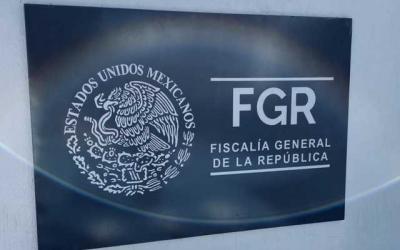 ESTADOS UNIDOS MEXICANOS
FGR
FISCALÍA GENERAL
DE LA REPÚBLICA